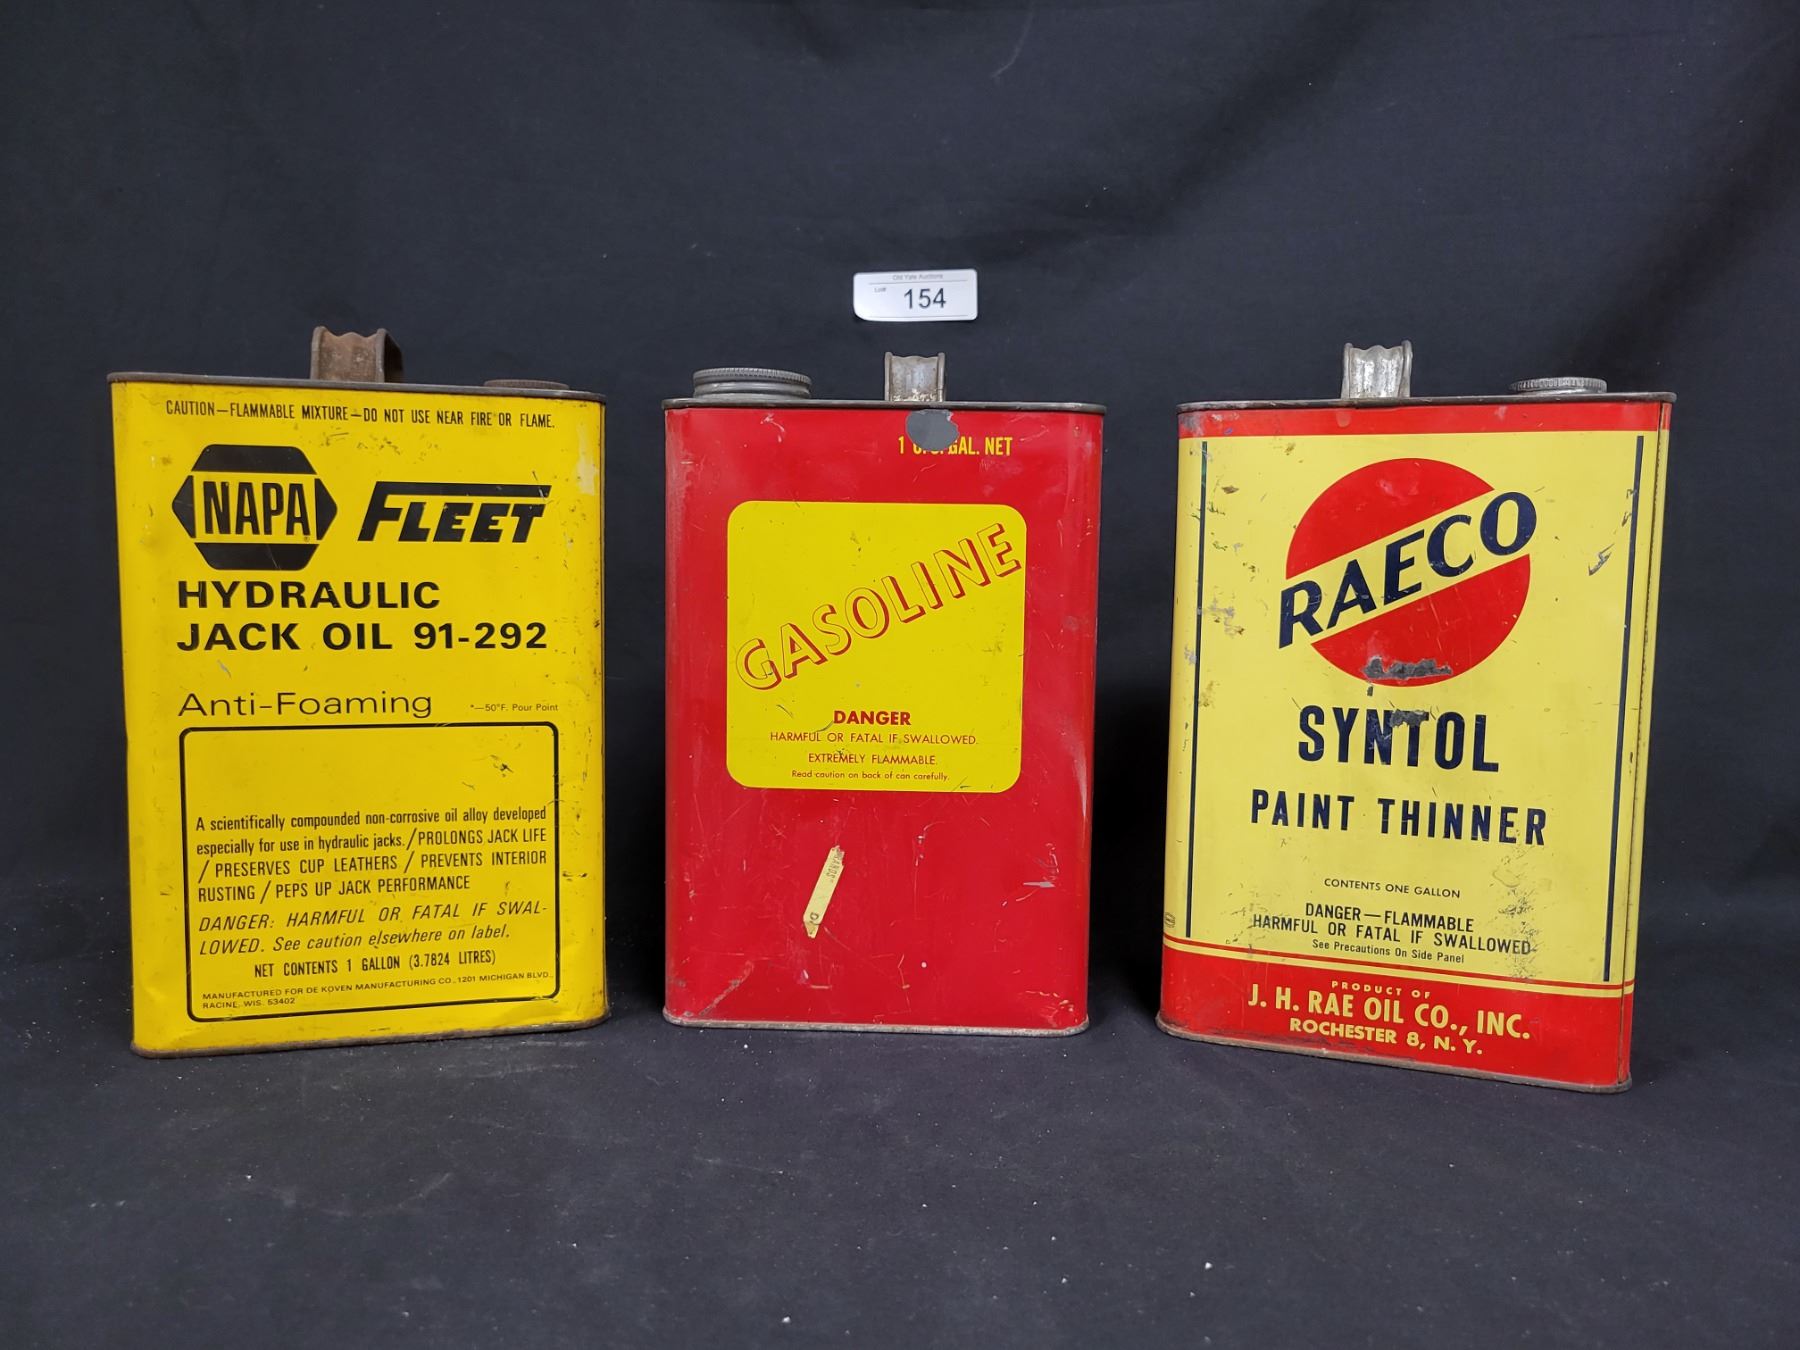 Old Yale Auctions
Lot# 154
CAUTION—FLAMMABLE MIXTURE—DO NOT USE NEAR FIRE OR FLAME.
NAPA FLEET
HYDRAULIC
JACK OIL 91-292
Anti-Foaming *—50°F. Pour Point
A scientifically compounded non-corrosive oil alloy developed
especially for use in hydraulic jacks. / PROLONGS JACK LIFE
/ PRESERVES CUP LEATHERS / PREVENTS INTERIOR
RUSTING / PEPS UP JACK PERFORMANCE
DANGER: HARMFUL OR FATAL IF SWAL-
LOWED. See caution elsewhere on label.
NET CONTENTS 1 GALLON (3.7824 LITRES)
MANUFACTURED FOR DE KOVEN MANUFACTURING CO., 1201 MICHIGAN BLVD.,
RACINE, WIS. 53402
1 U.S. GAL. NET
GASOLINE
DANGER
HARMFUL OR FATAL IF SWALLOWED.
EXTREMELY FLAMMABLE.
Read caution on back of can carefully.
RAECO
SYNTOL
PAINT THINNER
CONTENTS ONE GALLON
DANGER—FLAMMABLE
HARMFUL OR FATAL IF SWALLOWED
See Precautions On Side Panel
PRODUCT OF
J. H. RAE OIL CO., INC.
ROCHESTER 8, N. Y.